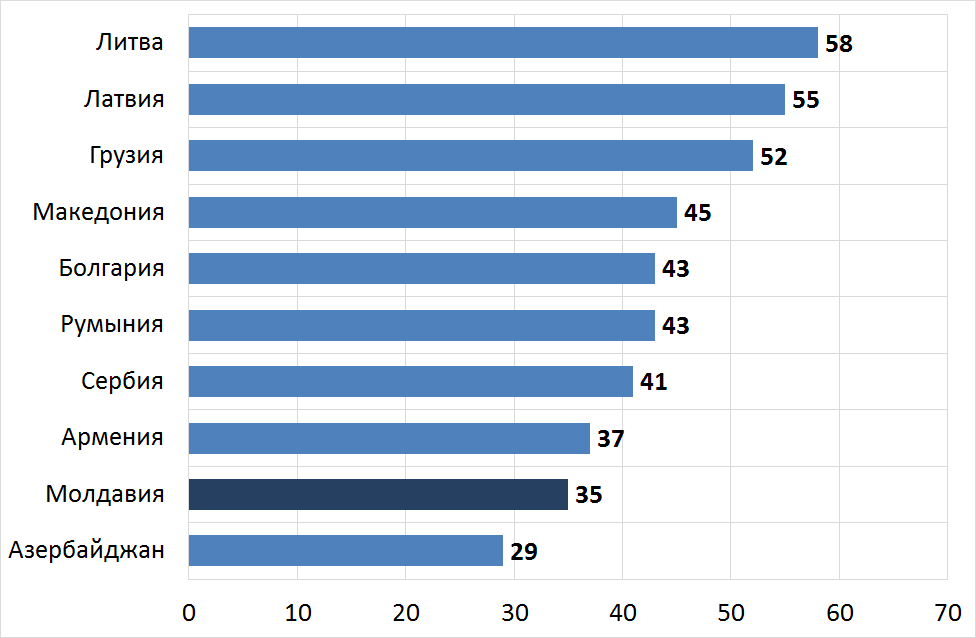 Литва 58
Латвия 55
Грузия 52
Македония 45
Болгария 43
Румыния 43
Сербия 41
Армения 37
Молдавия 35
Азербайджан 29
0 10 20 30 40 50 60 70